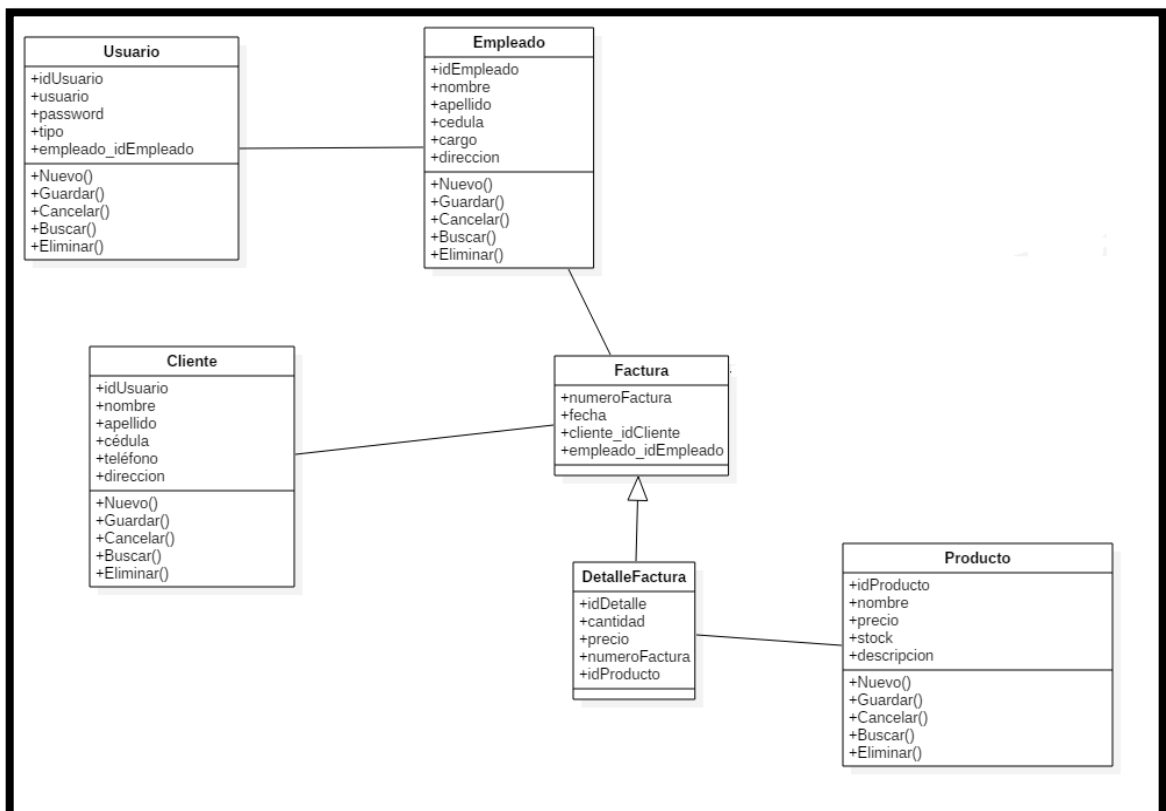 Usuario
+idUsuario
+usuario
+password
+tipo
+empleado_idEmpleado
+Nuevo()
+Guardar()
+Cancelar()
+Buscar()
+Eliminar()
Empleado
+idEmpleado
+nombre
+apellido
+cedula
+cargo
+direccion
+Nuevo()
+Guardar()
+Cancelar()
+Buscar()
+Eliminar()
Cliente
+idUsuario
+nombre
+apellido
+cédula
+teléfono
+direccion
+Nuevo()
+Guardar()
+Cancelar()
+Buscar()
+Eliminar()
Factura
+numeroFactura
+fecha
+cliente_idCliente
+empleado_idEmpleado
DetalleFactura
+idDetalle
+cantidad
+precio
+numeroFactura
+idProducto
Producto
+idProducto
+nombre
+precio
+stock
+descripcion
+Nuevo()
+Guardar()
+Cancelar()
+Buscar()
+Eliminar()